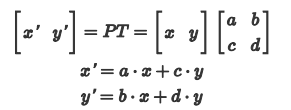 [x′ y′] = PT = [x y] [a b
c d]
x′ = a · x + c · y
y′ = b · x + d · y